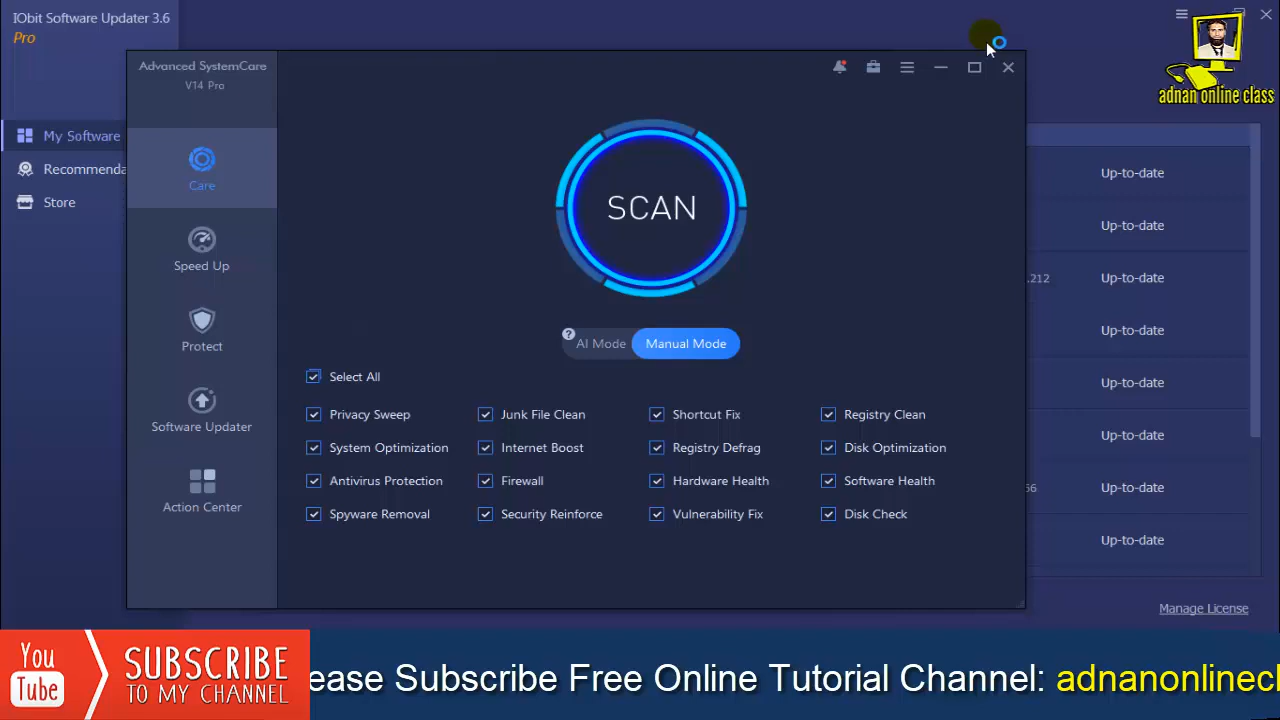 IObit Software Updater 3.6
Pro
My Software
Recommenda
Store
Advanced SystemCare
V14 Pro
Care
Speed Up
Protect
Software Updater
Action Center
SCAN
?
AI Mode
Manual Mode
Select All
Privacy Sweep
Junk File Clean
Shortcut Fix
Registry Clean
System Optimization
Internet Boost
Registry Defrag
Disk Optimization
Antivirus Protection
Firewall
Hardware Health
Software Health
Spyware Removal
Security Reinforce
Vulnerability Fix
Disk Check
adnan online class
Up-to-date
Up-to-date
.212 Up-to-date
Up-to-date
Up-to-date
Up-to-date
56 Up-to-date
Up-to-date
Manage License
You
Tube
SUBSCRIBE
TO MY CHANNEL
ease Subscribe Free Online Tutorial Channel: adnanonlinecl